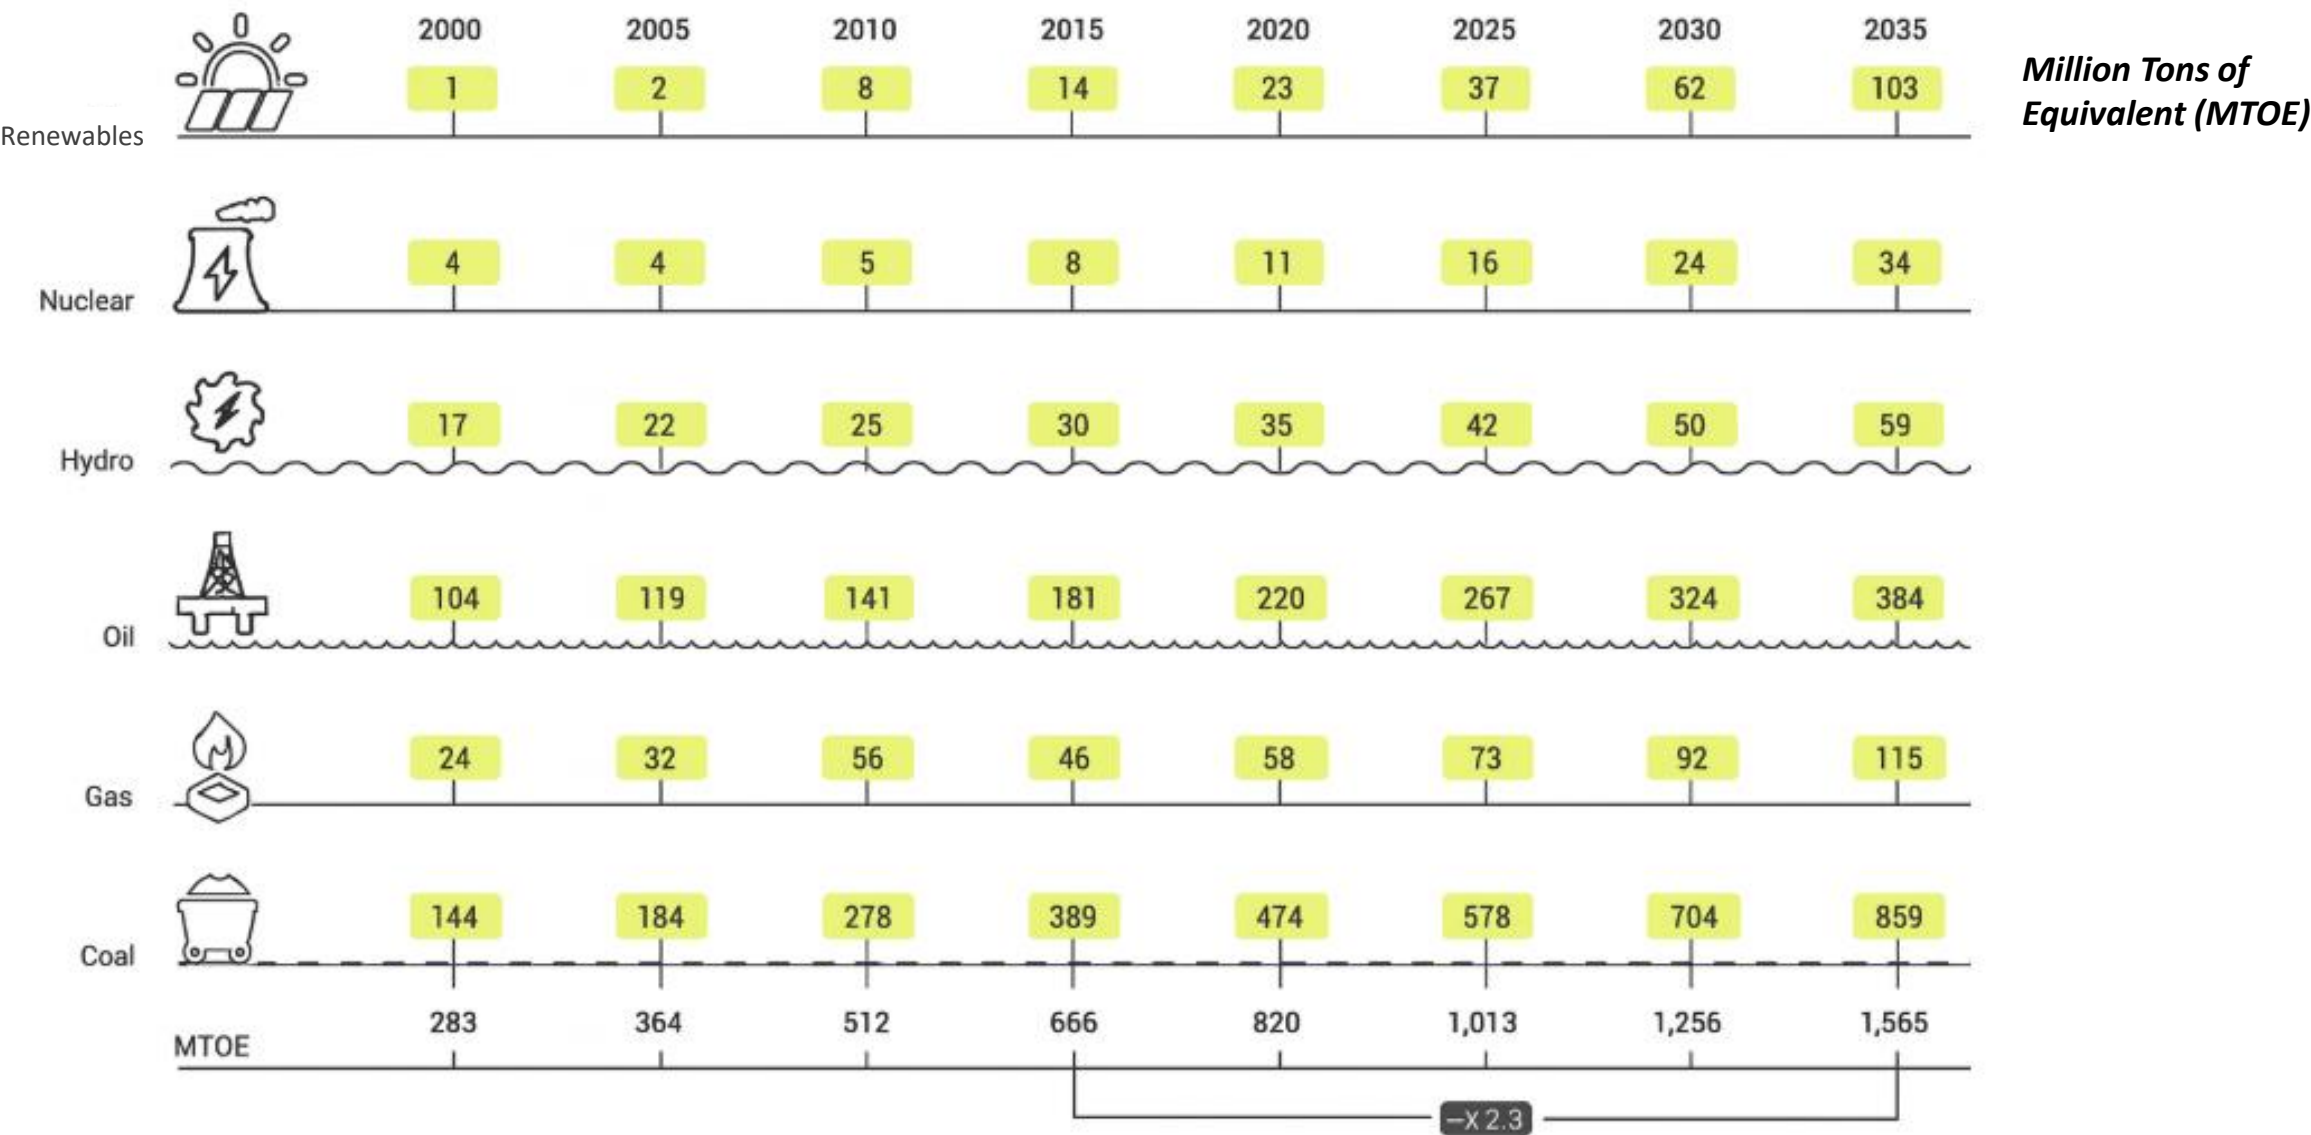 2000 2005 2010 2015 2020 2025 2030 2035
Million Tons of
Equivalent (MTOE)
1 2 8 14 23 37 62 103
Renewables
4 4 5 8 11 16 24 34
Nuclear
17 22 25 30 35 42 50 59
Hydro
104 119 141 181 220 267 324 384
Oil
24 32 56 46 58 73 92 115
Gas
144 184 278 389 474 578 704 859
Coal
283 364 512 666 820 1,013 1,256 1,565
MTOE
–X 2.3